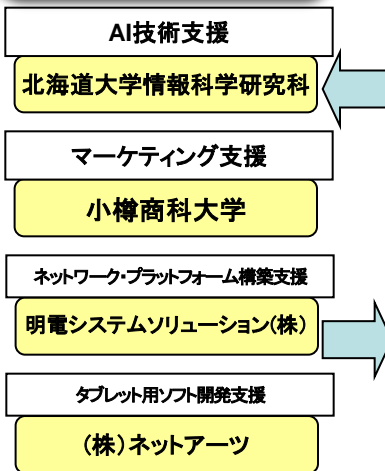 AI技術支援
北海道大学情報科学研究科
マーケティング支援
小樽商科大学
ネットワーク・プラットフォーム構築支援
明電システムソリューション(株)
タブレット用ソフト開発支援
(株)ネットアーツ